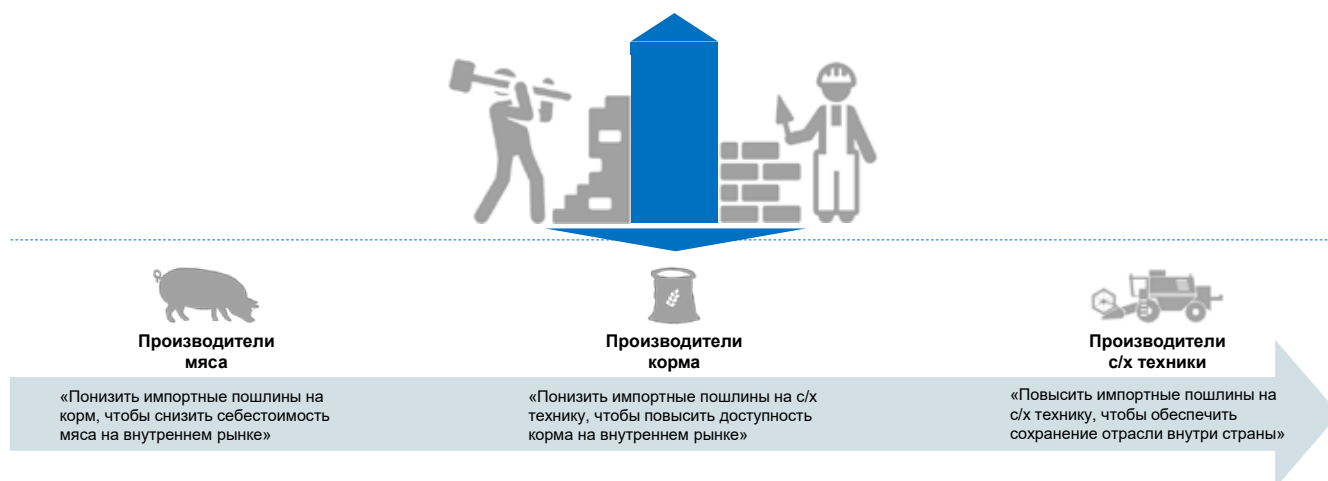 Производители
мяса
«Понизить импортные пошлины на
корм, чтобы снизить себестоимость
мяса на внутреннем рынке»
Производители
корма
«Понизить импортные пошлины на с/х
технику, чтобы повысить доступность
корма на внутреннем рынке»
Производители
с/х техники
«Повысить импортные пошлины на
с/х технику, чтобы обеспечить
сохранение отрасли внутри страны»